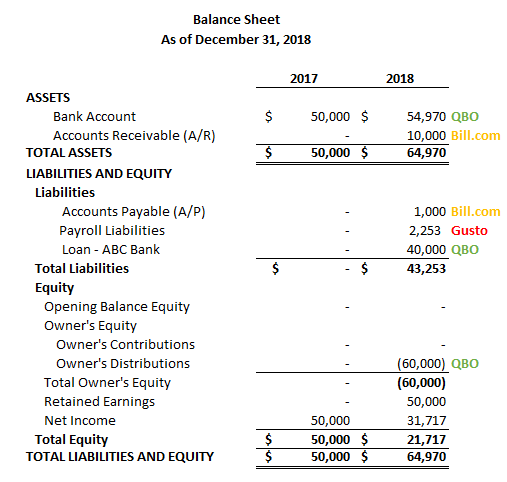 Balance Sheet
As of December 31, 2018
2017 2018
ASSETS
Bank Account $ 50,000 $ 54,970 QBO
Accounts Receivable (A/R) - 10,000 Bill.com
TOTAL ASSETS $ 50,000 $ 64,970
LIABILITIES AND EQUITY
Liabilities
Accounts Payable (A/P) - 1,000 Bill.com
Payroll Liabilities - 2,253 Gusto
Loan - ABC Bank - 40,000 QBO
Total Liabilities $ - $ 43,253
Equity
Opening Balance Equity - -
Owner's Equity
Owner's Contributions - -
Owner's Distributions - (60,000) QBO
Total Owner's Equity - (60,000)
Retained Earnings - 50,000
Net Income 50,000 31,717
Total Equity $ 50,000 $ 21,717
TOTAL LIABILITIES AND EQUITY $ 50,000 $ 64,970